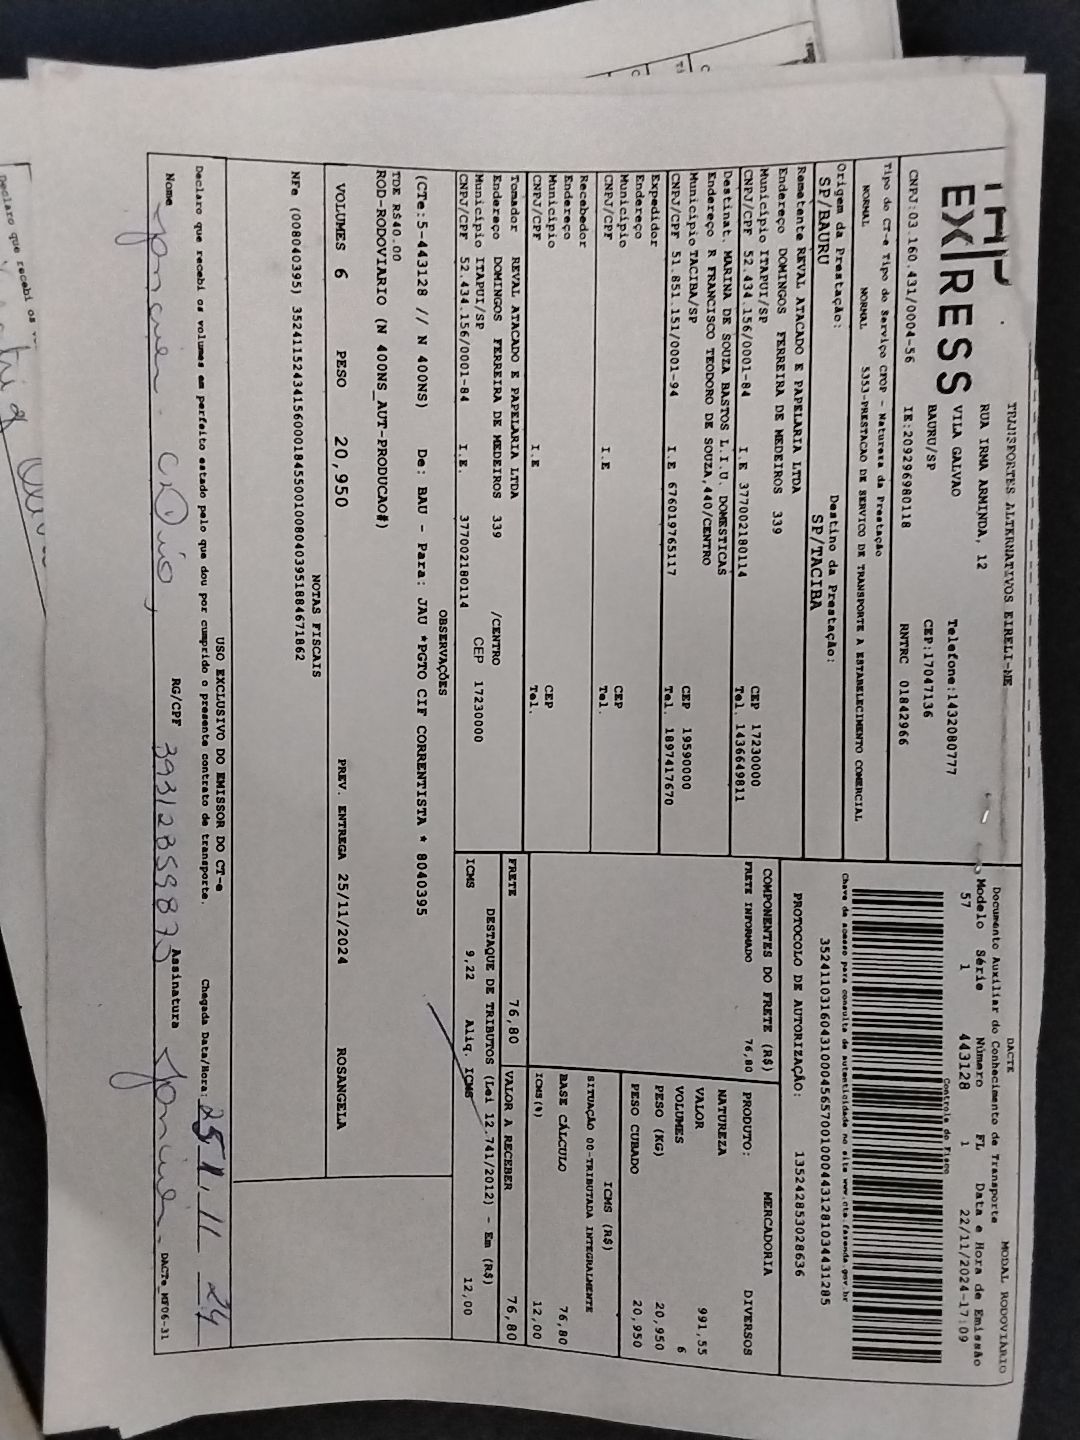 TAP
EXPRESS
TRANSPORTES ALTERNATIVOS EIRELI-ME
RUA IRMA ARMINDA, 12
VILA GALVAO
BAURU/SP
Telefone:1432080777
CEP:17047136
CNPJ:03.160.431/0004-56 IE:209296980118 RNTRC 01842966
DACTE MODAL RODOVIÁRIO
Documento Auxiliar do Conhecimento de Transporte
Modelo Série Número FL Data e Hora de Emissão
57 1 443128 1 22/11/2024-17:09
Controle do Fisco
Tipo do CT-e Tipo do Serviço CFOP - Natureza da Prestação
NORMAL NORMAL 5353-PRESTACAO DE SERVICO DE TRANSPORTE A ESTABELECIMENTO COMERCIAL
Chave de acesso para consulta de autenticidade no site www.cte.fazenda.gov.br
35241103160431000456570010004431281034431285
PROTOCOLO DE AUTORIZAÇÃO: 135242853028636
Origem da Prestação: Destino da Prestação:
SP/BAURU SP/TACIBA
Remetente REVAL ATACADO E PAPELARIA LTDA
Endereço DOMINGOS FERREIRA DE MEDEIROS 339
Município ITAPUI/SP CEP 17230000
CNPJ/CPF 52.434.156/0001-84 I.E 377002180114 Tel. 1436649811
Destinat. MARINA DE SOUZA BASTOS L.I.U. DOMESTICAS
Endereço R FRANCISCO TEODORO DE SOUZA,440/CENTRO
Município TACIBA/SP CEP 19590000
CNPJ/CPF 51.851.151/0001-94 I.E 676019765117 Tel. 1897417670
Expedidor
Endereço
Município CEP
CNPJ/CPF I.E Tel.
Recebedor
Endereço
Município CEP
CNPJ/CPF I.E Tel.
Tomador REVAL ATACADO E PAPELARIA LTDA
Endereço DOMINGOS FERREIRA DE MEDEIROS 339 /CENTRO
Município ITAPUI/SP CEP 17230000
CNPJ/CPF 52.434.156/0001-84 I.E. 377002180114
COMPONENTES DO FRETE (R$)
FRETE INFORMADO 76,80
MERCADORIA
PRODUTO: DIVERSOS
NATUREZA
VALOR 991,55
VOLUMES 6
PESO (KG) 20,950
PESO CUBADO 20,950
ICMS (R$)
SITUAÇÃO 00-TRIBUTADA INTEGRALMENTE
BASE CÁLCULO 76,80
ICMS(%) 12,00
FRETE 76,80 VALOR A RECEBER 76,80
DESTAQUE DE TRIBUTOS (Lei 12.741/2012) - Em (R$)
ICMS 9,22 Aliq. ICMS 12,00
OBSERVAÇÕES
(CTe:5-443128 // N 400NS) De: BAU - Para: JAU *PGTO CIF CORRENTISTA * 8040395
TDE R$40.00
ROD-RODOVIARIO (N 400NS_AUT-PRODUCAO#)
VOLUMES 6 PESO 20,950 PREV. ENTREGA 25/11/2024 ROSANGELA
NOTAS FISCAIS
NFe (008040395) 35241152434156000184550010080403951884671862
USO EXCLUSIVO DO EMISSOR DO CT-e
Declaro que recebi os volumes em perfeito estado pelo que dou por cumprido o presente contrato de transporte. Chegada Data/Hora: 25 11 24
Nome RG/CPF Assinatura
DACTe_MF06-31
Declaro que recebi os